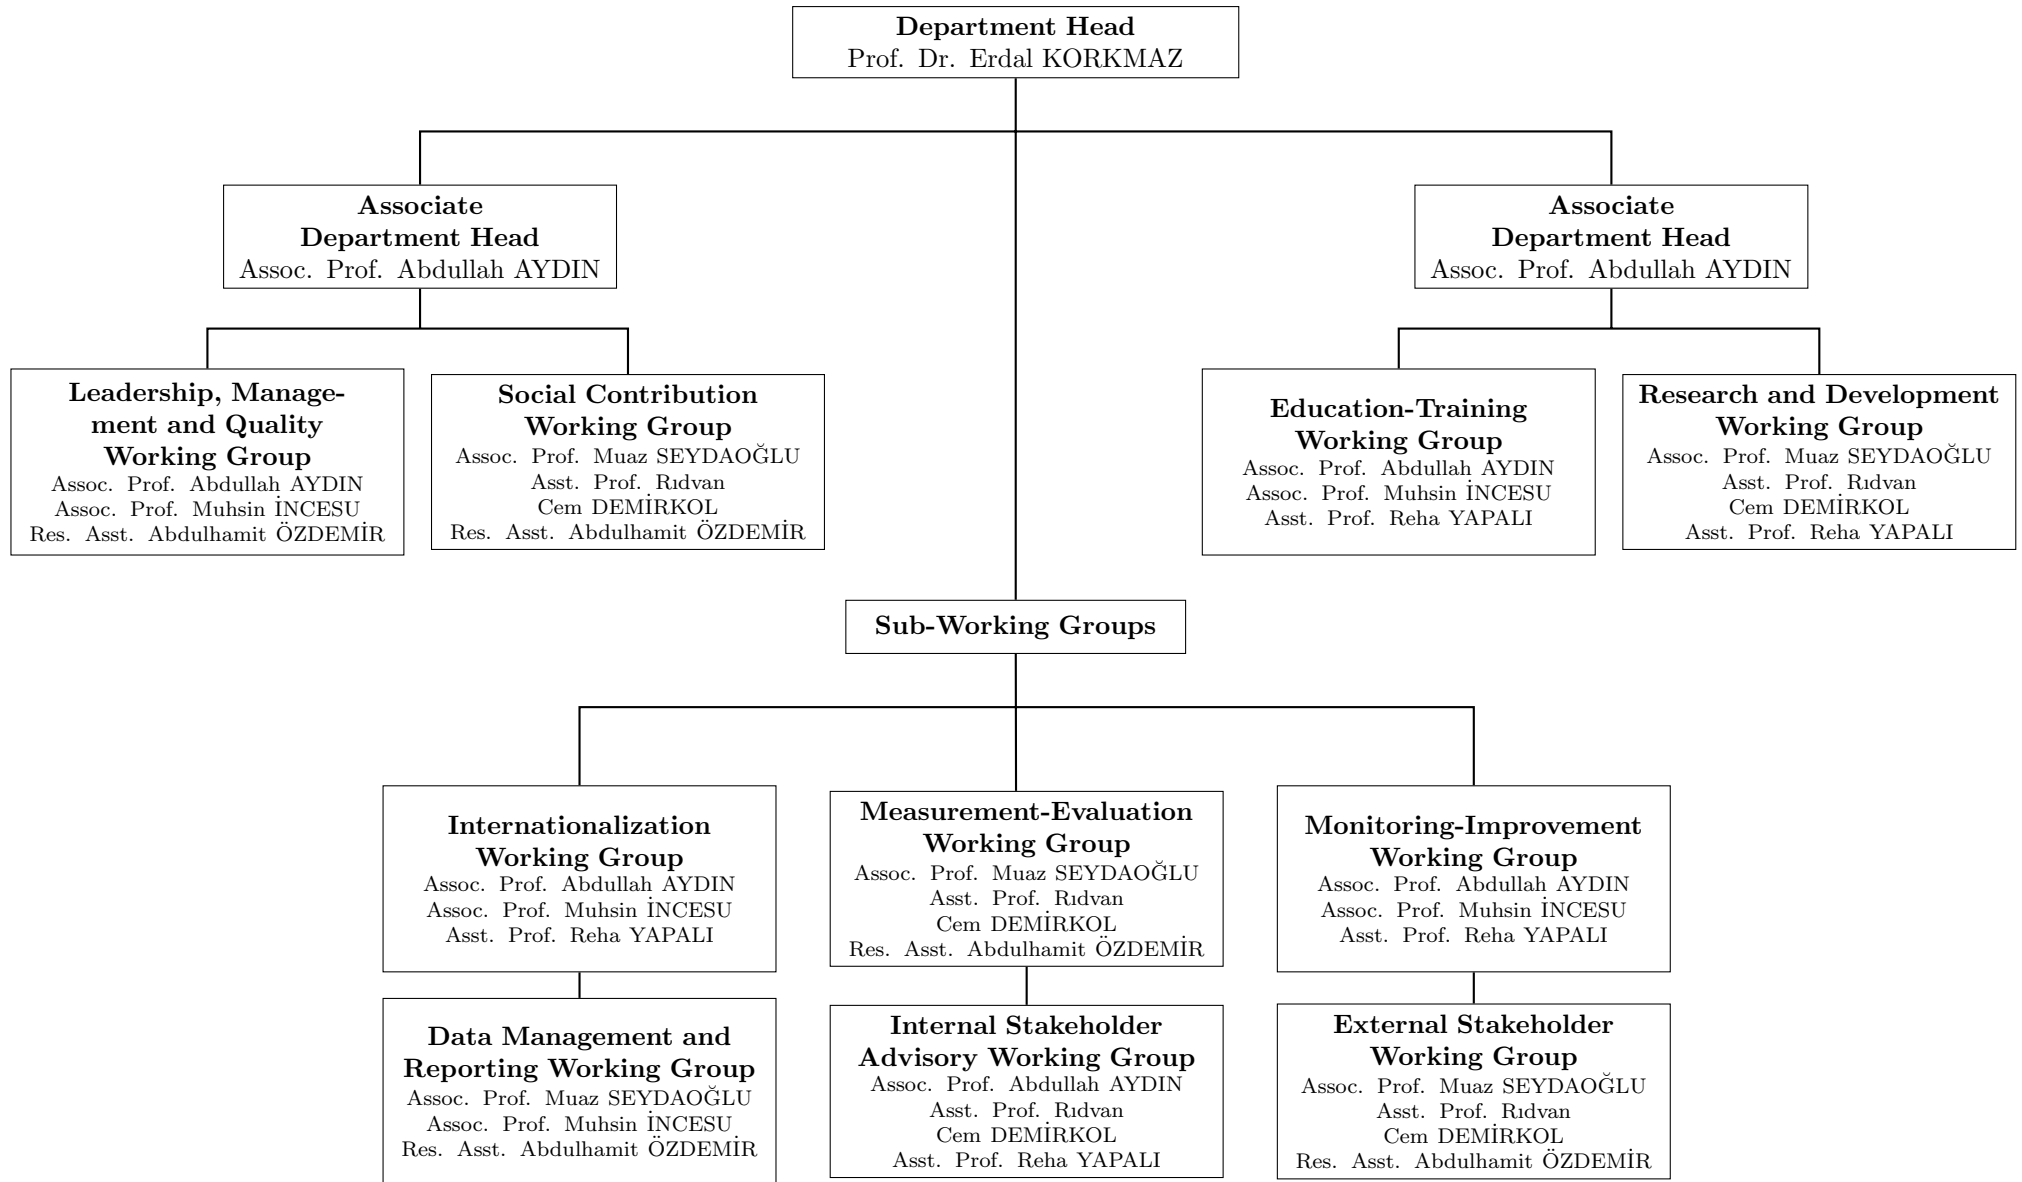 Department Head
Prof. Dr. Erdal KORKMAZ
Associate
Department Head
Assoc. Prof. Abdullah AYDIN
Associate
Department Head
Assoc. Prof. Abdullah AYDIN
Leadership, Manage-
ment and Quality
Working Group
Assoc. Prof. Abdullah AYDIN
Assoc. Prof. Muhsin İNCESU
Res. Asst. Abdulhamit ÖZDEMİR
Social Contribution
Working Group
Assoc. Prof. Muaz SEYDAOĞLU
Asst. Prof. Rıdvan
Cem DEMİRKOL
Res. Asst. Abdulhamit ÖZDEMİR
Education-Training
Working Group
Assoc. Prof. Abdullah AYDIN
Assoc. Prof. Muhsin İNCESU
Asst. Prof. Reha YAPALI
Research and Development
Working Group
Assoc. Prof. Muaz SEYDAOĞLU
Asst. Prof. Rıdvan
Cem DEMİRKOL
Asst. Prof. Reha YAPALI
Sub-Working Groups
Internationalization
Working Group
Assoc. Prof. Abdullah AYDIN
Assoc. Prof. Muhsin İNCESU
Asst. Prof. Reha YAPALI
Measurement-Evaluation
Working Group
Assoc. Prof. Muaz SEYDAOĞLU
Asst. Prof. Rıdvan
Cem DEMİRKOL
Res. Asst. Abdulhamit ÖZDEMİR
Monitoring-Improvement
Working Group
Assoc. Prof. Abdullah AYDIN
Assoc. Prof. Muhsin İNCESU
Asst. Prof. Reha YAPALI
Data Management and
Reporting Working Group
Assoc. Prof. Muaz SEYDAOĞLU
Assoc. Prof. Muhsin İNCESU
Res. Asst. Abdulhamit ÖZDEMİR
Internal Stakeholder
Advisory Working Group
Assoc. Prof. Abdullah AYDIN
Asst. Prof. Rıdvan
Cem DEMİRKOL
Asst. Prof. Reha YAPALI
External Stakeholder
Working Group
Assoc. Prof. Muaz SEYDAOĞLU
Asst. Prof. Rıdvan
Cem DEMİRKOL
Res. Asst. Abdulhamit ÖZDEMİR